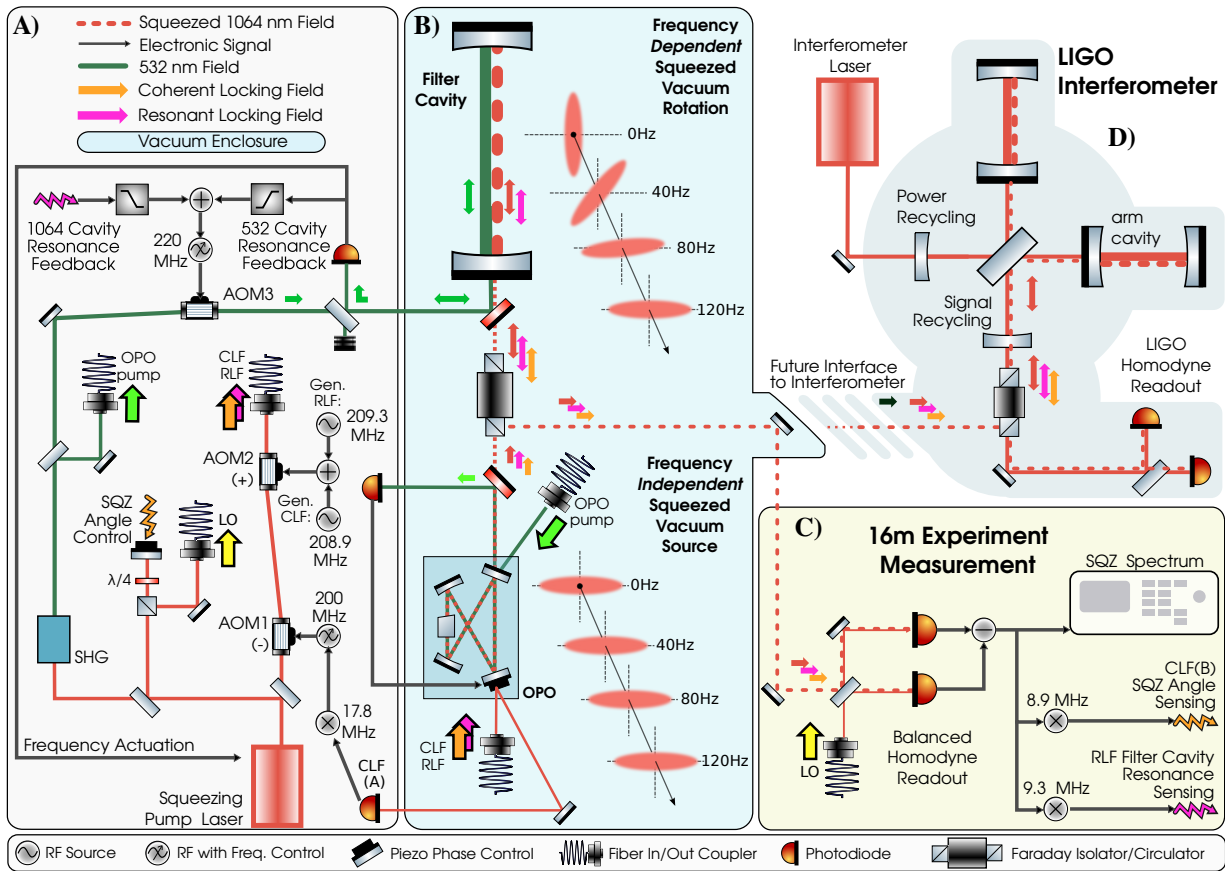 A)
Squeezed 1064 nm Field
Electronic Signal
532 nm Field
Coherent Locking Field
Resonant Locking Field
Vacuum Enclosure
1064 Cavity
Resonance
Feedback
220
MHz
532 Cavity
Resonance
Feedback
AOM3
OPO
pump
CLF
RLF
Gen.
RLF:
209.3
MHz
AOM2
(+)
Gen.
CLF:
208.9
MHz
SQZ
Angle
Control
LO
λ/4
AOM1
(-)
200
MHz
SHG
17.8
MHz
Frequency Actuation
CLF
(A)
Squeezing
Pump Laser
B)
Filter
Cavity
Frequency
Dependent
Squeezed
Vacuum
Rotation
0Hz
40Hz
80Hz
120Hz
Frequency
Independent
Squeezed
Vacuum
Source
OPO
pump
0Hz
40Hz
80Hz
120Hz
OPO
CLF
RLF
Interferometer
Laser
LIGO
Interferometer
D)
Power
Recycling
arm
cavity
Signal
Recycling
Future Interface
to Interferometer
LIGO
Homodyne
Readout
C)
16m Experiment
Measurement
SQZ Spectrum
LO
Balanced
Homodyne
Readout
8.9 MHz
CLF(B)
SQZ Angle
Sensing
9.3 MHz
RLF Filter Cavity
Resonance
Sensing
RF Source
RF with Freq. Control
Piezo Phase Control
Fiber In/Out Coupler
Photodiode
Faraday Isolator/Circulator